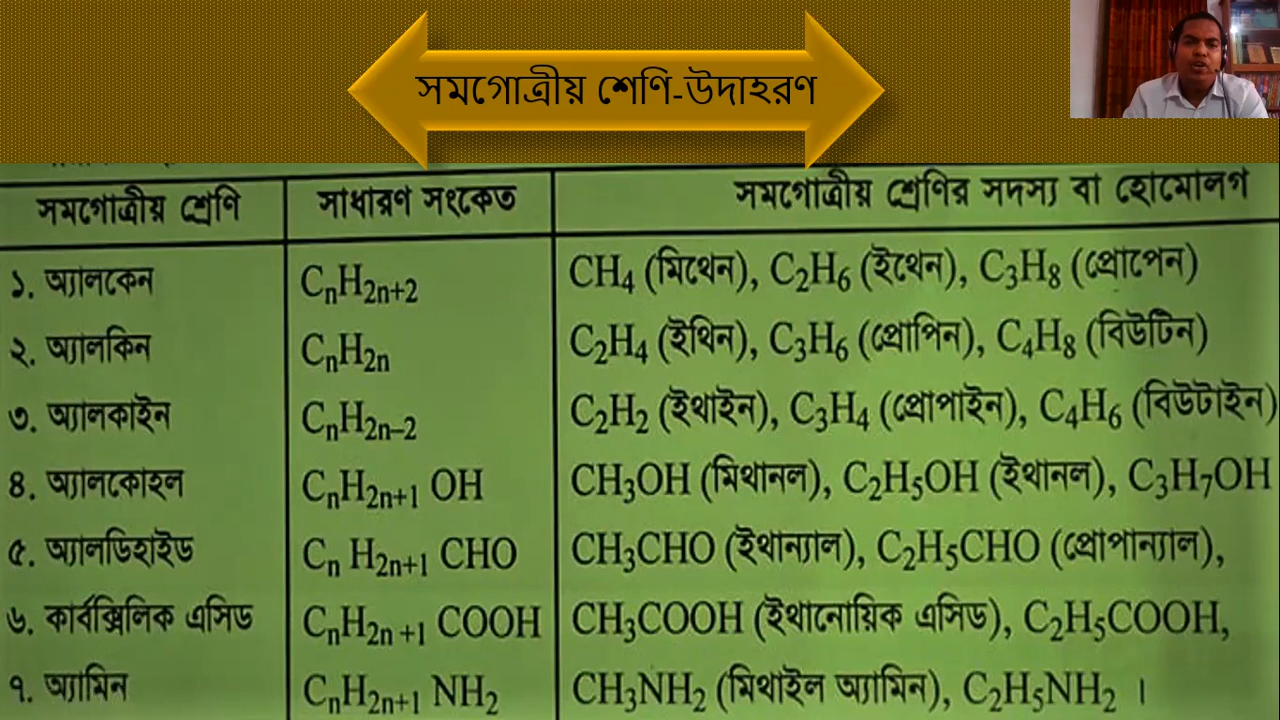 সমগোত্রীয় শেণি-উদাহরণ
সমগোত্রীয় শ্রেণি সাধারণ সংকেত সমগোত্রীয় শ্রেণির সদস্য বা হোমোলগ
১. অ্যালকেন CₙH₂ₙ₊₂ CH₄ (মিথেন), C₂H₆ (ইথেন), C₃H₈ (প্রোপেন)
২. অ্যালকিন CₙH₂ₙ C₂H₄ (ইথিন), C₃H₆ (প্রোপিন), C₄H₈ (বিউটিন)
৩. অ্যালকাইন CₙH₂ₙ₋₂ C₂H₂ (ইথাইন), C₃H₄ (প্রোপাইন), C₄H₆ (বিউটাইন)
৪. অ্যালকোহল CₙH₂ₙ₊₁ OH CH₃OH (মিথানল), C₂H₅OH (ইথানল), C₃H₇OH
৫. অ্যালডিহাইড Cₙ H₂ₙ₊₁ CHO CH₃CHO (ইথান্যাল), C₂H₅CHO (প্রোপান্যাল),
৬. কার্বক্সিলিক এসিড CₙH₂ₙ₊₁ COOH CH₃COOH (ইথানোয়িক এসিড), C₂H₅COOH,
৭. অ্যামিন CₙH₂ₙ₊₁ NH₂ CH₃NH₂ (মিথাইল অ্যামিন), C₂H₅NH₂ ।